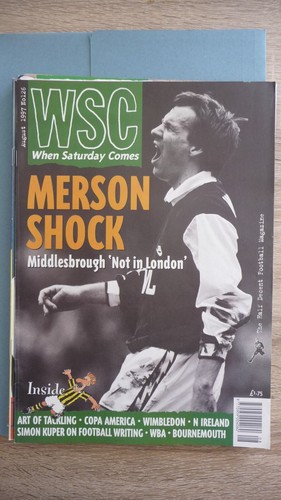 August 1997 No126
WSC
When Saturday Comes
MERSON
SHOCK
Middlesbrough 'Not in London'
The Half Decent Football Magazine
Inside
£1·75
ART OF TACKLING · COPA AMERICA · WIMBLEDON · N IRELAND
SIMON KUPER ON FOOTBALL WRITING · WBA · BOURNEMOUTH